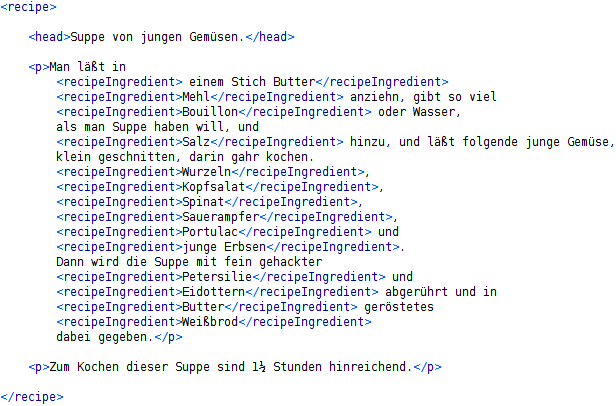 <recipe>
<head>Suppe von jungen Gemüsen.</head>
<p>Man läßt in
<recipeIngredient> einem Stich Butter</recipeIngredient>
<recipeIngredient>Mehl</recipeIngredient> anziehn, gibt so viel
<recipeIngredient>Bouillon</recipeIngredient> oder Wasser,
als man Suppe haben will, und
<recipeIngredient>Salz</recipeIngredient> hinzu, und läßt folgende junge Gemüse,
klein geschnitten, darin gahr kochen.
<recipeIngredient>Wurzeln</recipeIngredient>,
<recipeIngredient>Kopfsalat</recipeIngredient>,
<recipeIngredient>Spinat</recipeIngredient>,
<recipeIngredient>Sauerampfer</recipeIngredient>,
<recipeIngredient>Portulac</recipeIngredient> und
<recipeIngredient>junge Erbsen</recipeIngredient>.
Dann wird die Suppe mit fein gehackter
<recipeIngredient>Petersilie</recipeIngredient> und
<recipeIngredient>Eidottern</recipeIngredient> abgerührt und in
<recipeIngredient>Butter</recipeIngredient> geröstetes
<recipeIngredient>Weißbrod</recipeIngredient>
dabei gegeben.</p>
<p>Zum Kochen dieser Suppe sind 1½ Stunden hinreichend.</p>
</recipe>